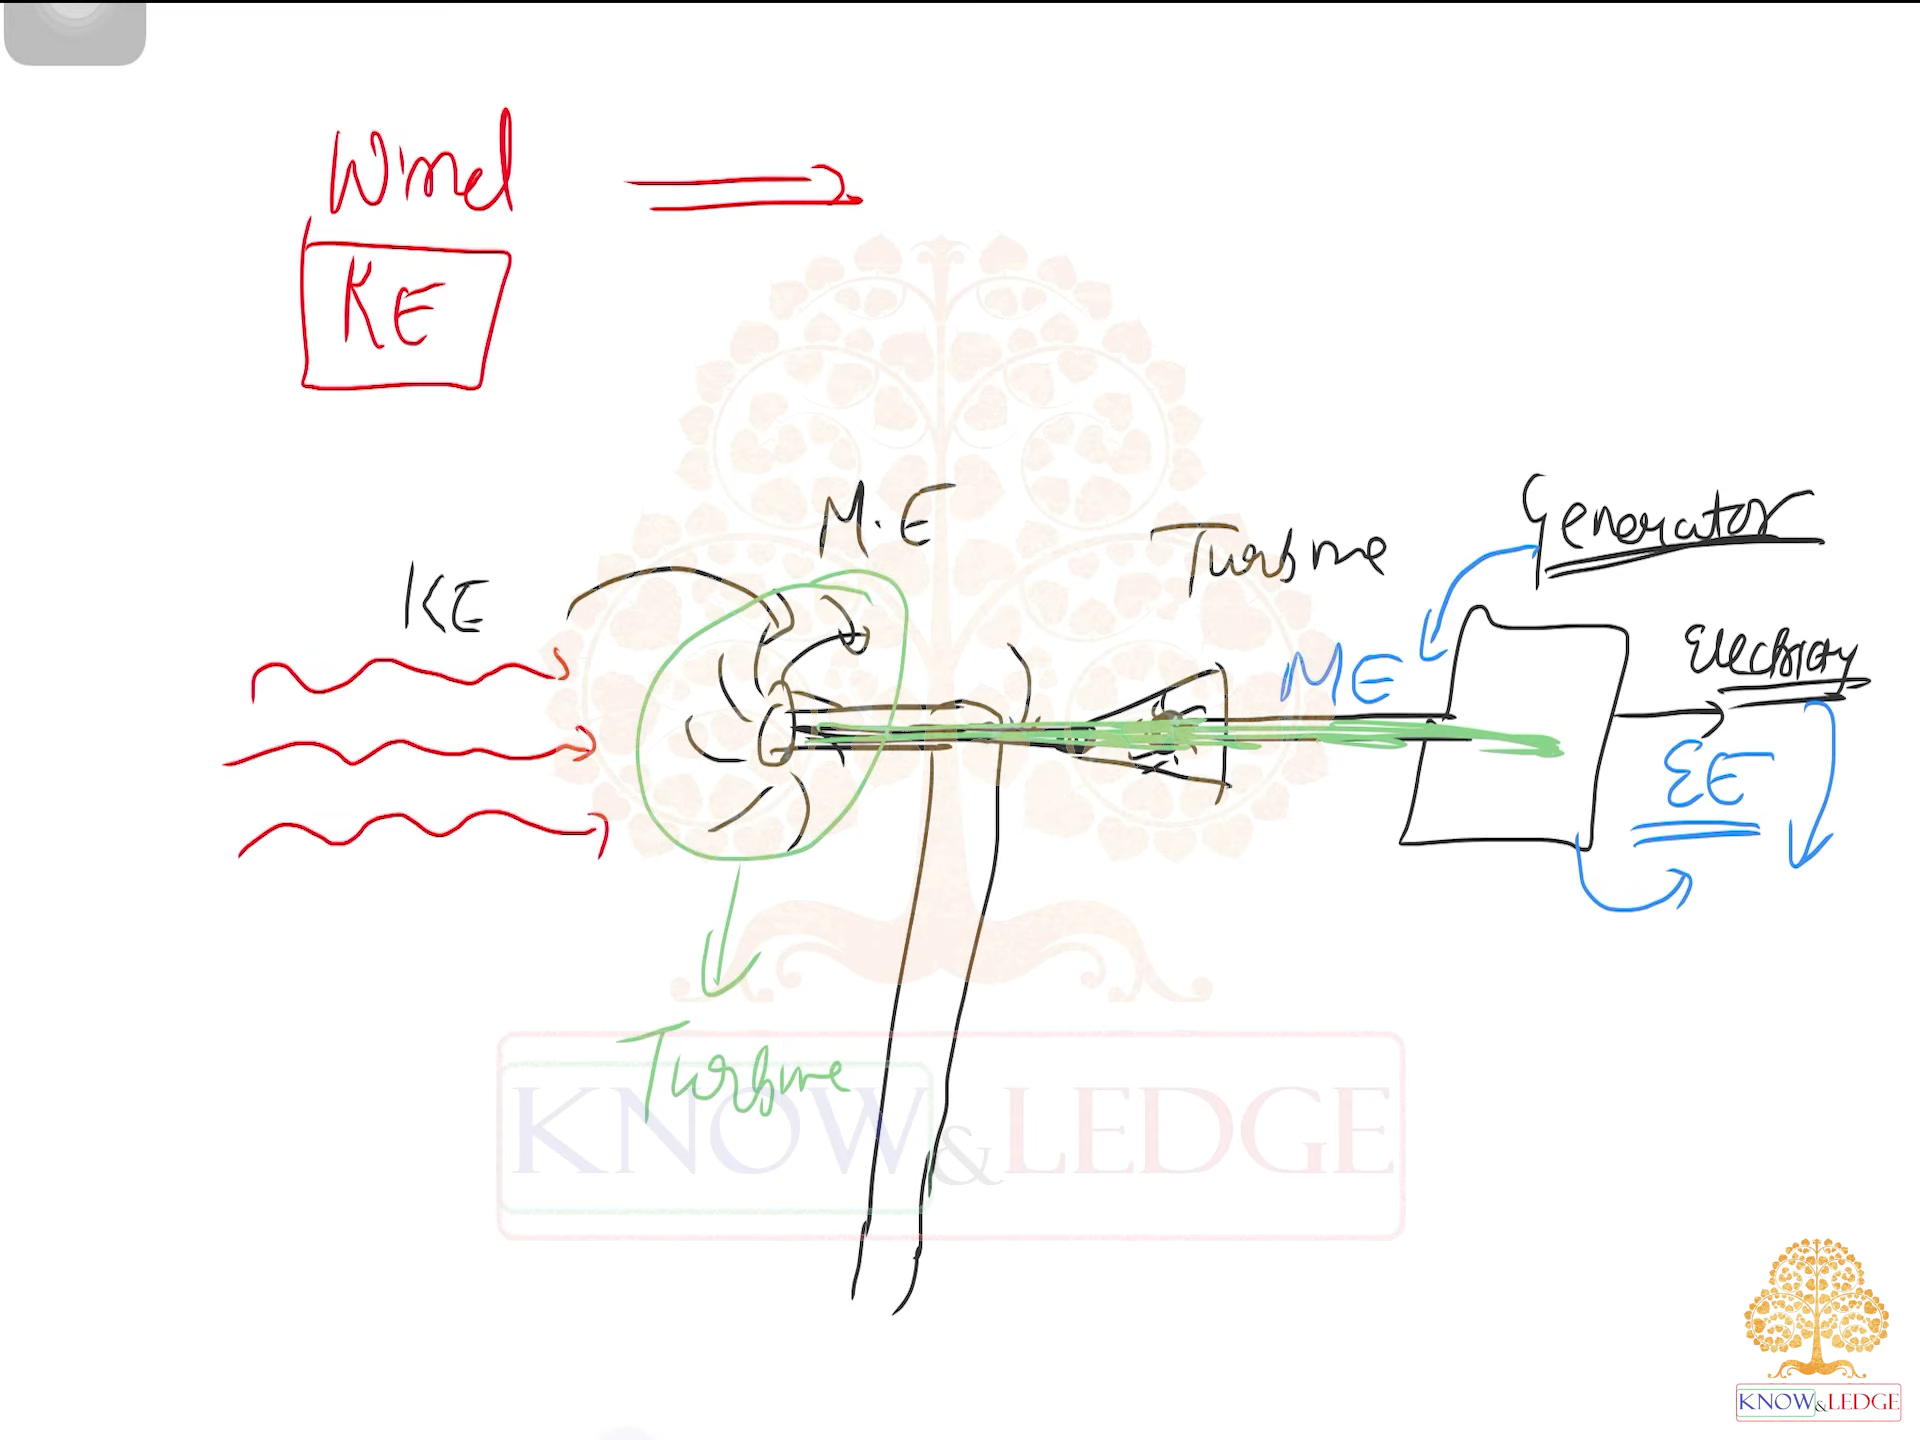 Wind
KE
M.E
Generator
Turbine
KE
Electricity
ME
EE
Turbine
KNOW&LEDGE
KNOW&LEDGE